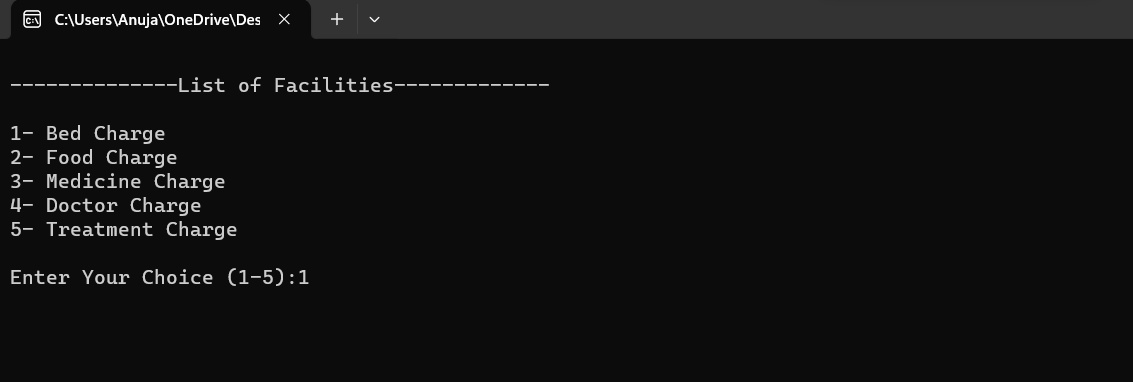 C:\Users\Anuja\OneDrive\Des
--------------List of Facilities-------------
1- Bed Charge
2- Food Charge
3- Medicine Charge
4- Doctor Charge
5- Treatment Charge
Enter Your Choice (1-5):1